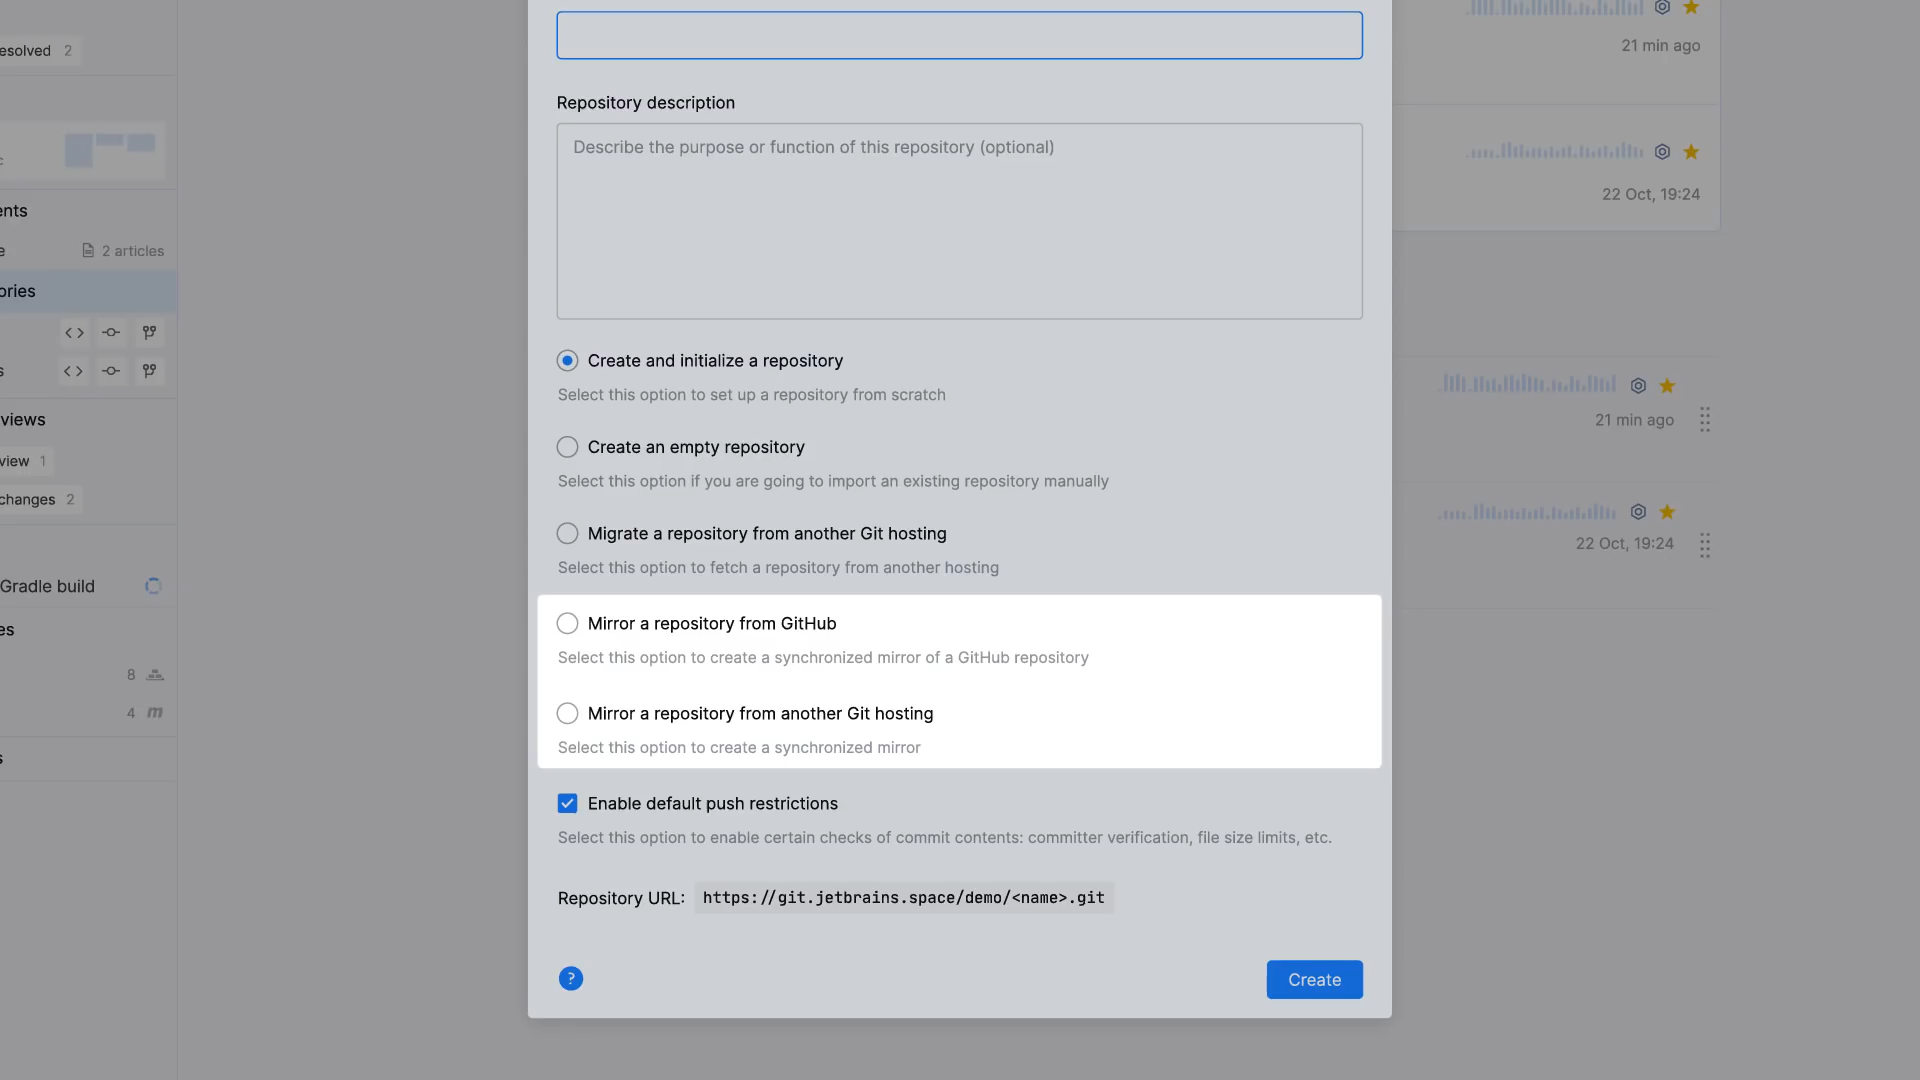 esolved 2
21 min ago
Repository description
Describe the purpose or function of this repository (optional)
22 Oct, 19:24
ents
e 2 articles
ories
Create and initialize a repository
Select this option to set up a repository from scratch
s
21 min ago
views
Create an empty repository
view 1
Select this option if you are going to import an existing repository manually
changes 2
Migrate a repository from another Git hosting
22 Oct, 19:24
Select this option to fetch a repository from another hosting
Gradle build
Mirror a repository from GitHub
es
Select this option to create a synchronized mirror of a GitHub repository
8
Mirror a repository from another Git hosting
4 m
Select this option to create a synchronized mirror
s
Enable default push restrictions
Select this option to enable certain checks of commit contents: committer verification, file size limits, etc.
Repository URL: https://git.jetbrains.space/demo/<name>.git
? Create